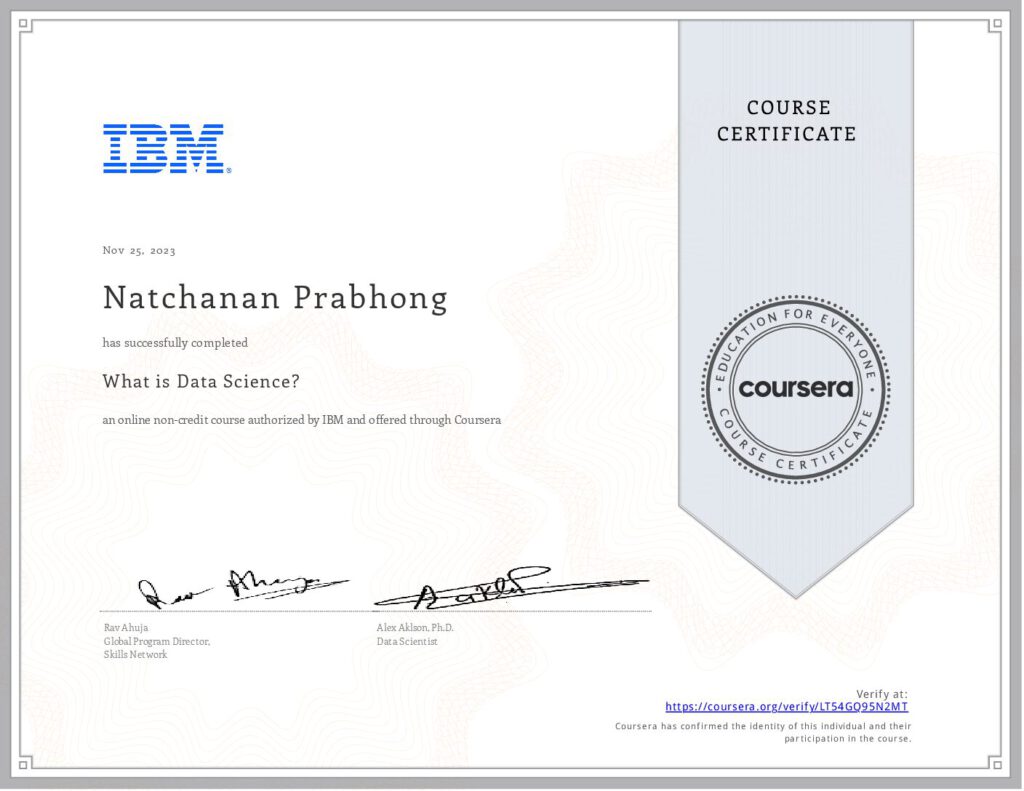 COURSE
CERTIFICATE
IBM®
Nov 25, 2023
Natchanan Prabhong
has successfully completed
What is Data Science?
an online non-credit course authorized by IBM and offered through Coursera
EDUCATION FOR EVERYONE
coursera
COURSE CERTIFICATE
Rav Ahuja
Rav Ahuja
Global Program Director,
Skills Network
Alex Aklson, Ph.D.
Data Scientist
Verify at:
https://coursera.org/verify/LT54GQ95N2MT
Coursera has confirmed the identity of this individual and their
participation in the course.